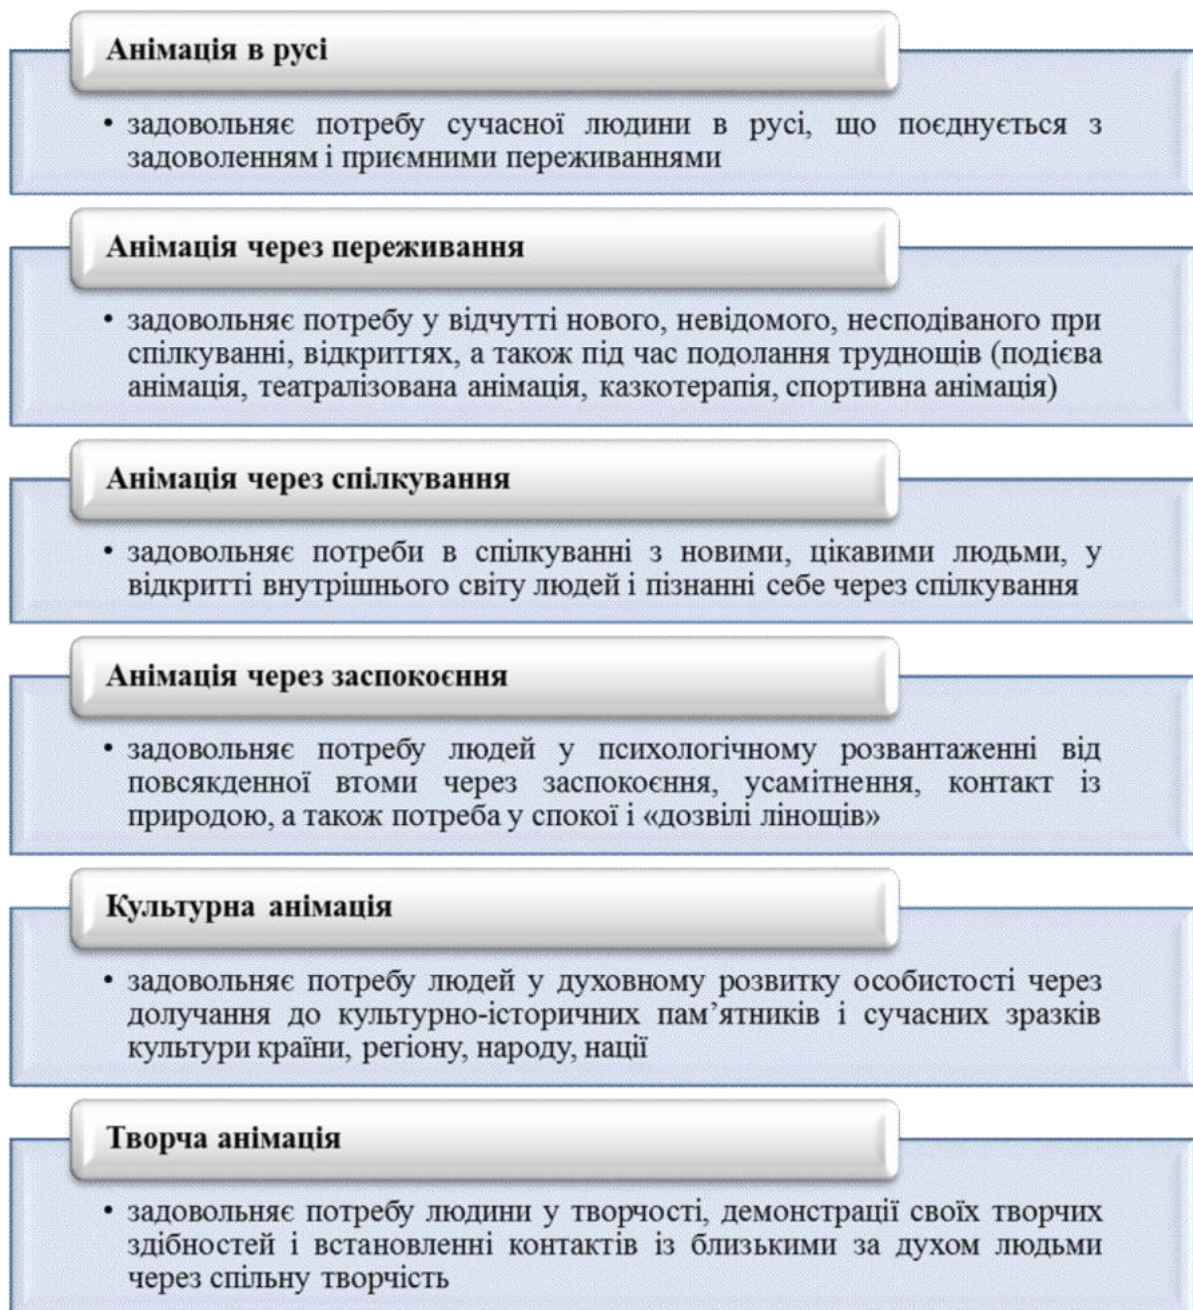 Анімація в русі
• задовольняє потребу сучасної людини в русі, що поєднується з
задоволенням і приємними переживаннями
Анімація через переживання
• задовольняє потребу у відчутті нового, невідомого, несподіваного при
спілкуванні, відкриттях, а також під час подолання труднощів (подієва
анімація, театралізована анімація, казкотерапія, спортивна анімація)
Анімація через спілкування
• задовольняє потреби в спілкуванні з новими, цікавими людьми, у
відкритті внутрішнього світу людей і пізнанні себе через спілкування
Анімація через заспокоєння
• задовольняє потребу людей у психологічному розвантаженні від
повсякденної втоми через заспокоєння, усамітнення, контакт із
природою, а також потреба у спокої і «дозвілі лінощів»
Культурна анімація
• задовольняє потребу людей у духовному розвитку особистості через
долучання до культурно-історичних пам’ятників і сучасних зразків
культури країни, регіону, народу, нації
Творча анімація
• задовольняє потребу людини у творчості, демонстрації своїх творчих
здібностей і встановленні контактів із близькими за духом людьми
через спільну творчість